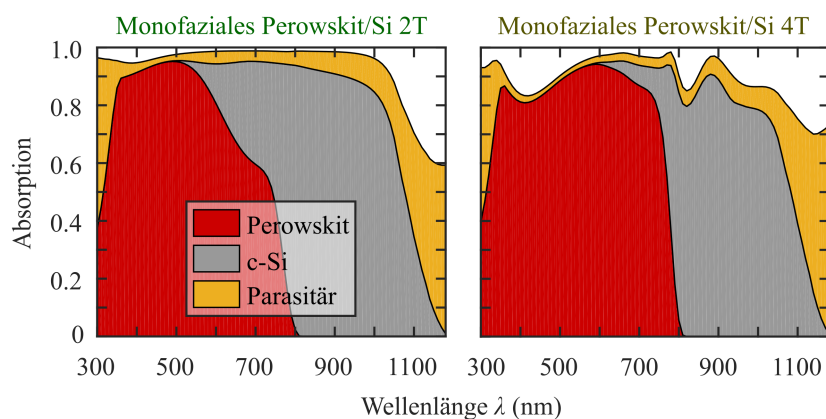 Monofaziales Perowskit/Si 2T
Monofaziales Perowskit/Si 4T
Absorption
1.0
0.8
0.6
0.4
0.2
0
Perowskit
c-Si
Parasitär
300 500 700 900 1100
300 500 700 900 1100
Wellenlänge λ (nm)